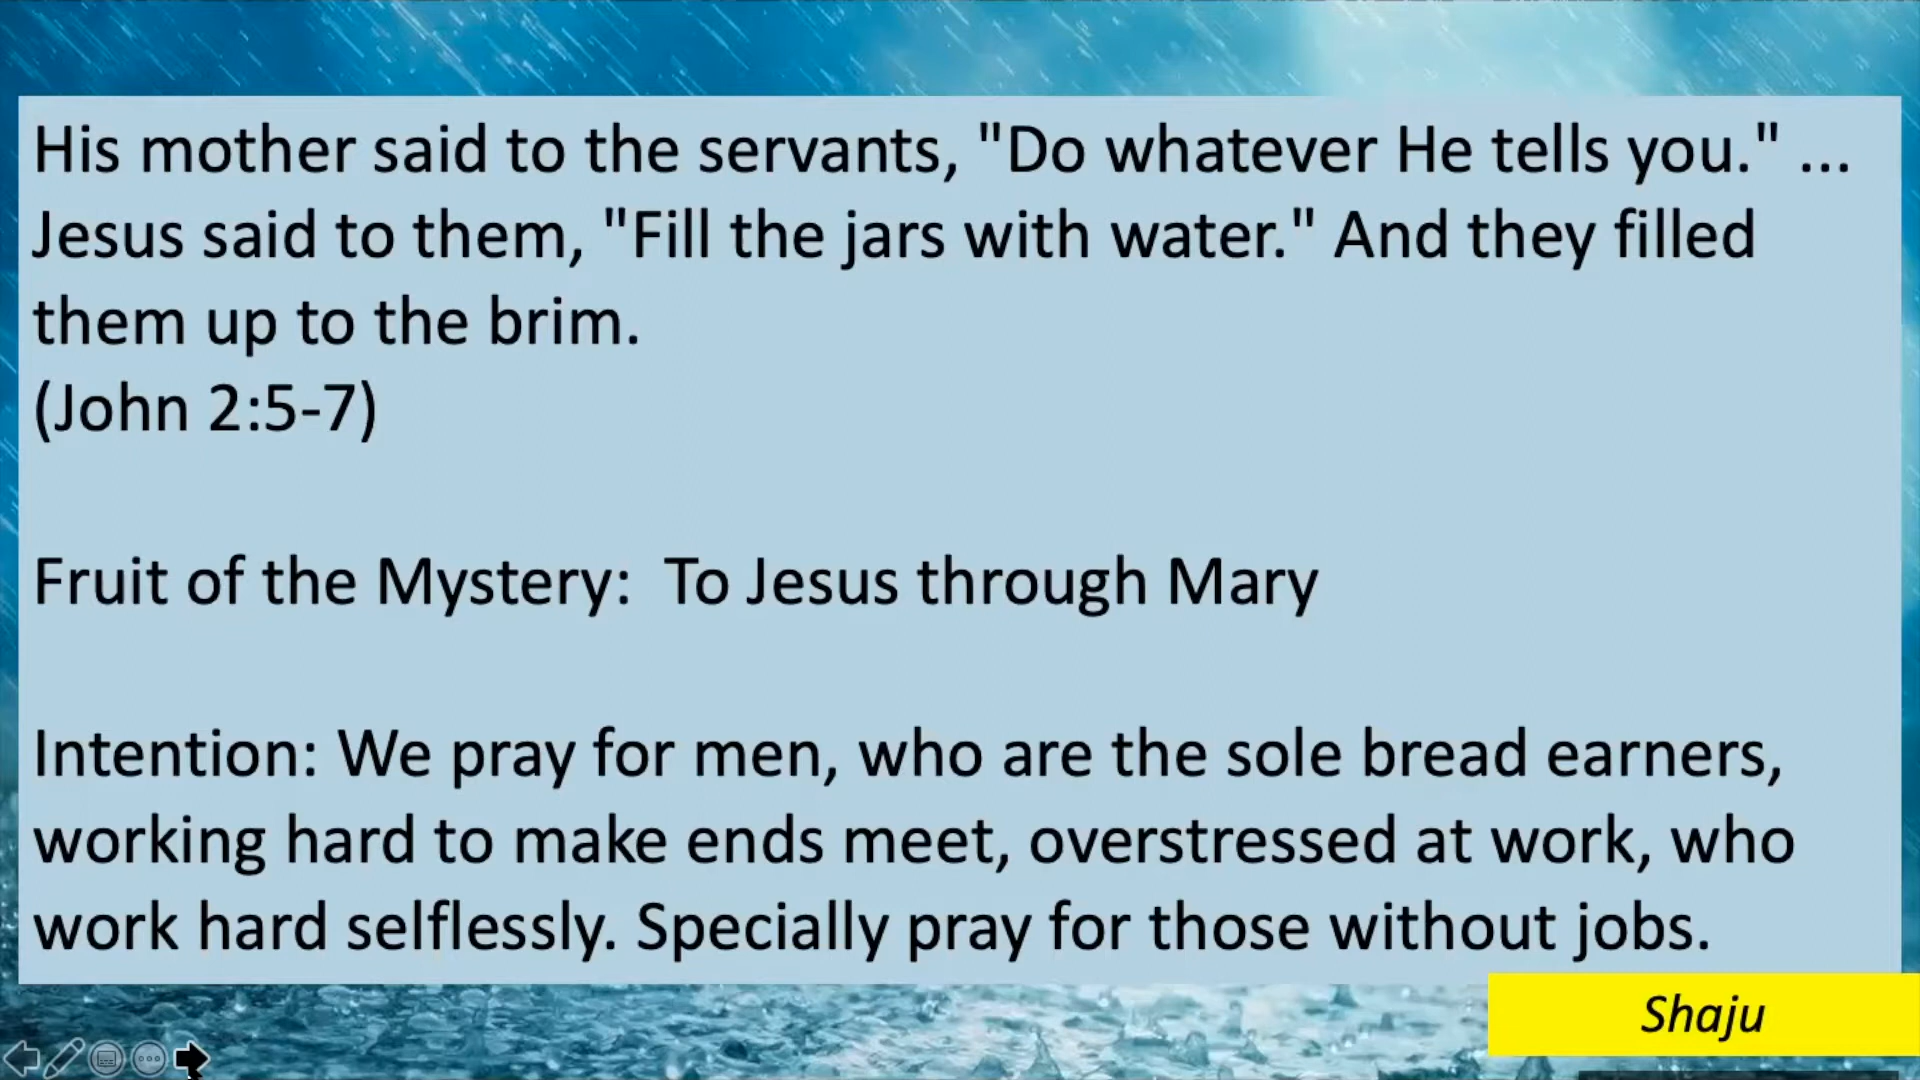 His mother said to the servants, "Do whatever He tells you." ...
Jesus said to them, "Fill the jars with water." And they filled
them up to the brim.
(John 2:5-7)
Fruit of the Mystery:  To Jesus through Mary
Intention: We pray for men, who are the sole bread earners,
working hard to make ends meet, overstressed at work, who
work hard selflessly. Specially pray for those without jobs.
Shaju